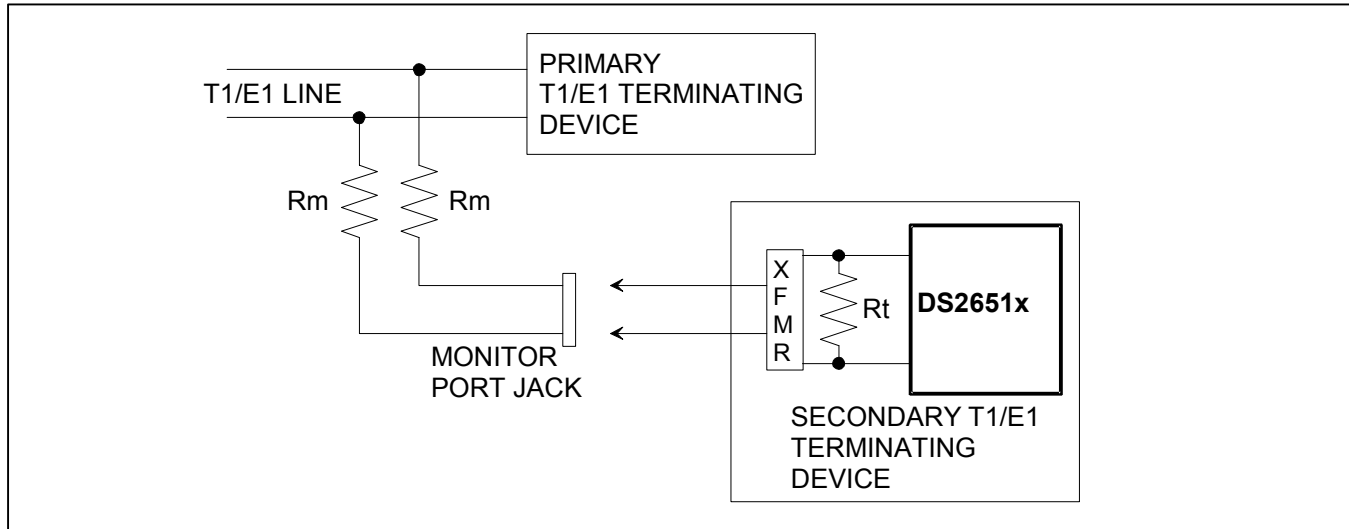 PRIMARY
T1/E1 TERMINATING
DEVICE
T1/E1 LINE
Rm
Rm
MONITOR
PORT JACK
X
F
M
R
Rt
DS2651x
SECONDARY T1/E1
TERMINATING
DEVICE